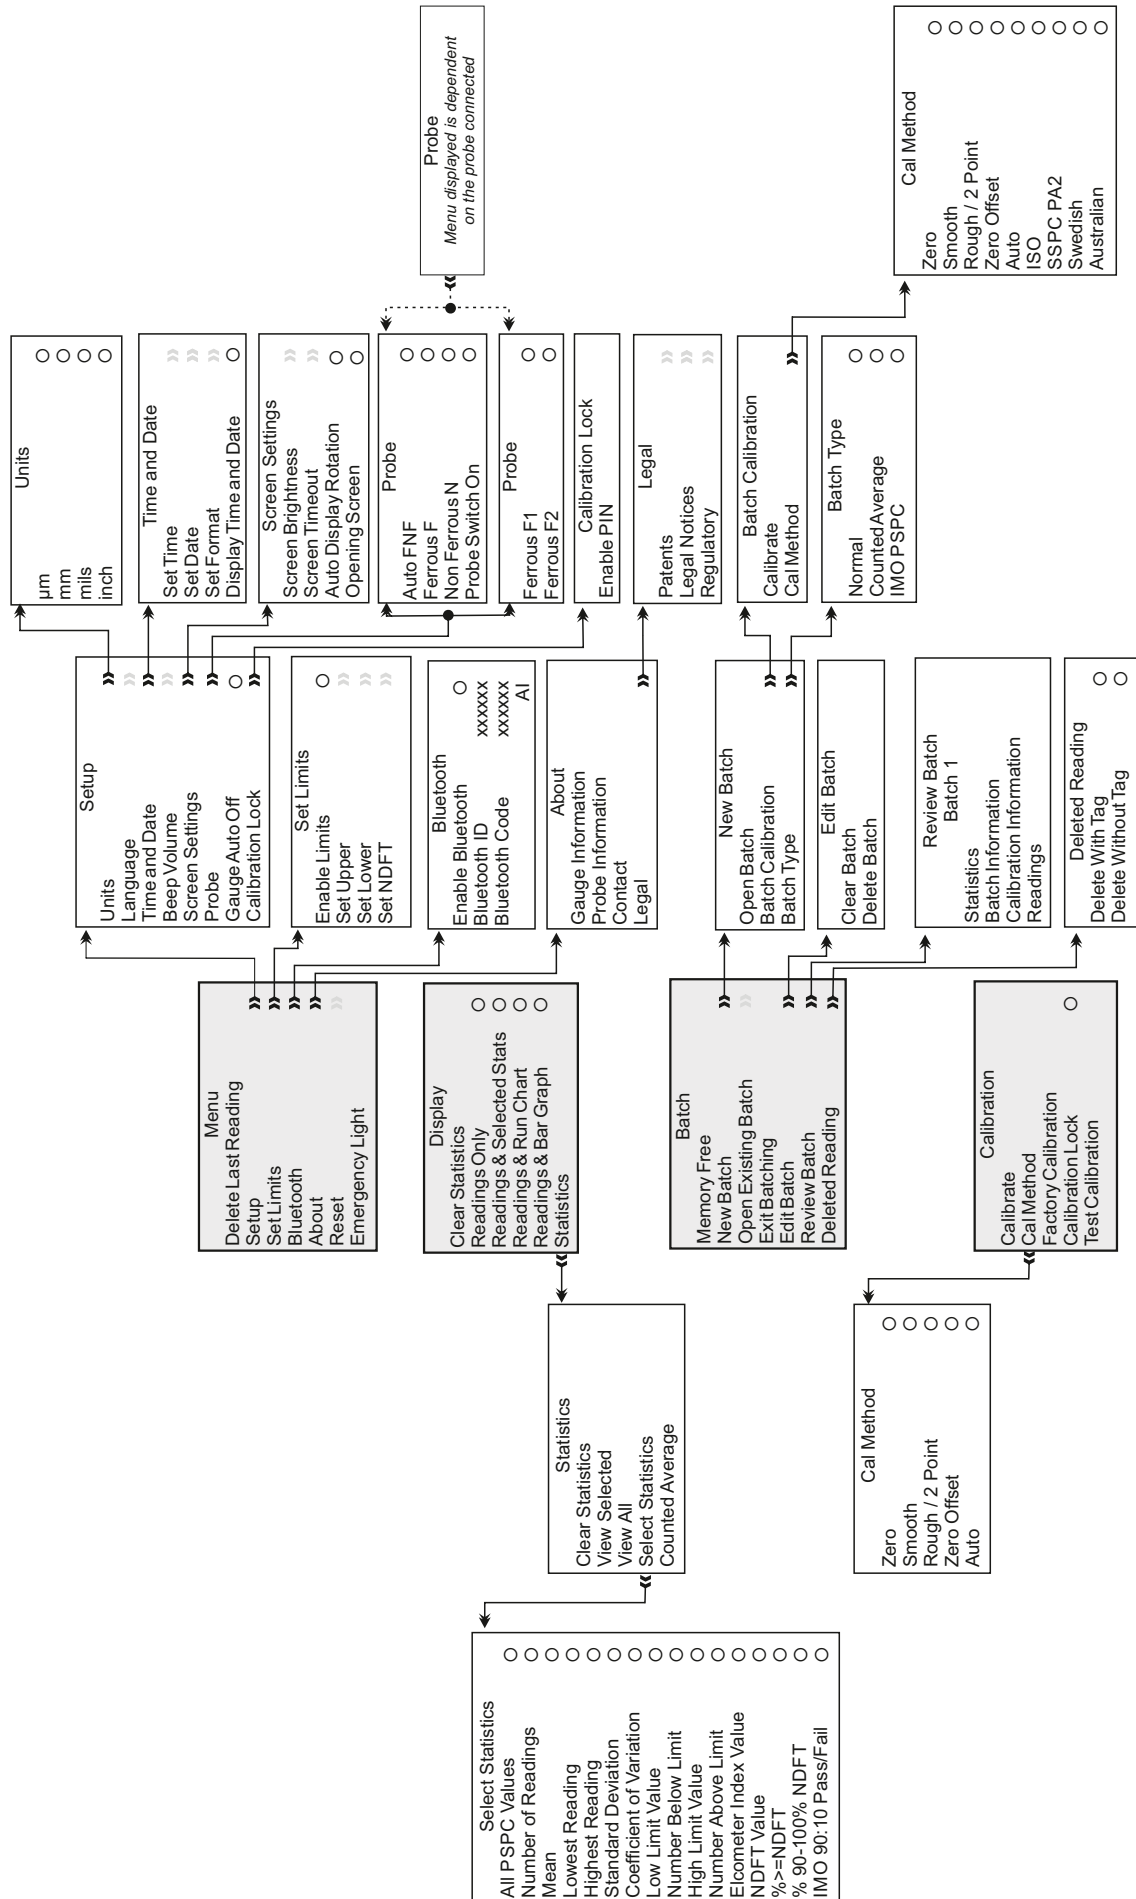 Menu
Delete Last Reading
Setup
Set Limits
Bluetooth
About
Reset
Emergency Light
Setup
Units
Language
Time and Date
Beep Volume
Screen Settings
Probe
Gauge Auto Off
Calibration Lock
Units
µm
mm
mils
inch
Time and Date
Set Time
Set Date
Set Format
Display Time and Date
Screen Settings
Screen Brightness
Screen Timeout
Auto Display Rotation
Opening Screen
Probe
Auto FNF
Ferrous F
Non Ferrous N
Probe Switch On
Probe
Ferrous F1
Ferrous F2
Probe
Menu displayed is dependent
on the probe connected
Calibration Lock
Enable PIN
Set Limits
Enable Limits
Set Upper
Set Lower
Set NDFT
Bluetooth
Enable Bluetooth
Bluetooth ID xxxxxx
Bluetooth Code xxxxxx
AI
About
Gauge Information
Probe Information
Contact
Legal
Legal
Patents
Legal Notices
Regulatory
Display
Clear Statistics
Readings Only
Readings & Selected Stats
Readings & Run Chart
Readings & Bar Graph
Statistics
Statistics
Clear Statistics
View Selected
View All
Select Statistics
Counted Average
Select Statistics
All PSPC Values
Number of Readings
Mean
Lowest Reading
Highest Reading
Standard Deviation
Coefficient of Variation
Low Limit Value
Number Below Limit
High Limit Value
Number Above Limit
Elcometer Index Value
NDFT Value
%>=NDFT
% 90-100% NDFT
IMO 90:10 Pass/Fail
Batch
Memory Free
New Batch
Open Existing Batch
Exit Batching
Edit Batch
Review Batch
Deleted Reading
New Batch
Open Batch
Batch Calibration
Batch Type
Batch Calibration
Calibrate
Cal Method
Cal Method
Zero
Smooth
Rough / 2 Point
Zero Offset
Auto
ISO
SSPC PA2
Swedish
Australian
Batch Type
Normal
Counted Average
IMO PSPC
Edit Batch
Clear Batch
Delete Batch
Review Batch
Batch 1
Statistics
Batch Information
Calibration Information
Readings
Deleted Reading
Delete With Tag
Delete Without Tag
Calibration
Calibrate
Cal Method
Factory Calibration
Calibration Lock
Test Calibration
Cal Method
Zero
Smooth
Rough / 2 Point
Zero Offset
Auto